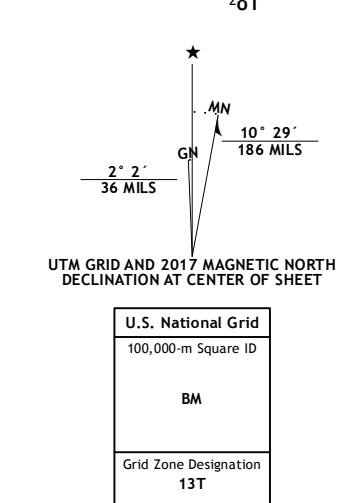 ²61
★
MN
GN
10° 29´
186 MILS
2° 2´
36 MILS
UTM GRID AND 2017 MAGNETIC NORTH
DECLINATION AT CENTER OF SHEET
U.S. National Grid
100,000-m Square ID
BM
Grid Zone Designation
13T